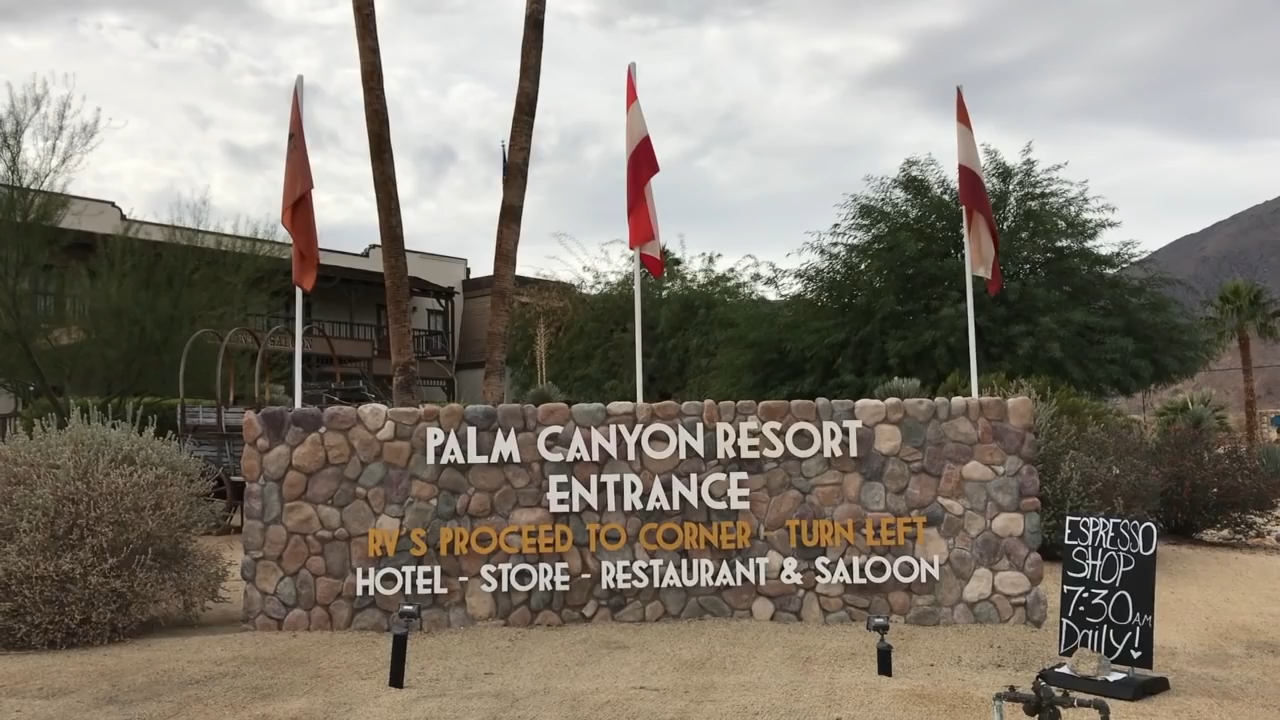 PALM CANYON RESORT
ENTRANCE
RV S PROCEED TO CORNER - TURN LEFT
HOTEL - STORE - RESTAURANT & SALOON
ESPRESSO
SHOP
7:30AM
Daily!
SALOON